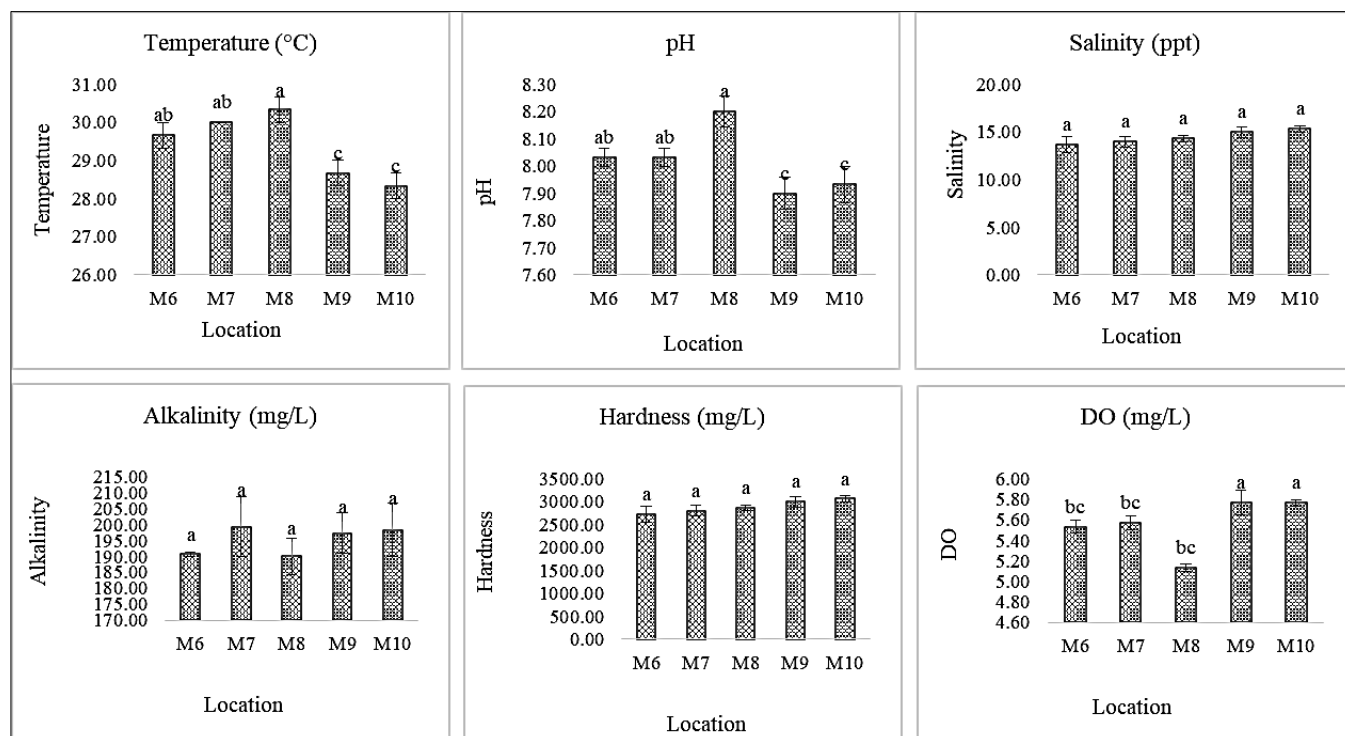 Temperature (°C)
31.00
30.00
29.00
28.00
27.00
26.00
Temperature
ab
ab
a
c
c
M6 M7 M8 M9 M10
Location
pH
8.30
8.20
8.10
8.00
7.90
7.80
7.70
7.60
pH
ab
ab
a
c
c
M6 M7 M8 M9 M10
Location
Salinity (ppt)
20.00
15.00
10.00
5.00
0.00
Salinity
a
a
a
a
a
M6 M7 M8 M9 M10
Location
Alkalinity (mg/L)
215.00
210.00
205.00
200.00
195.00
190.00
185.00
180.00
175.00
170.00
Alkalinity
a
a
a
a
a
M6 M7 M8 M9 M10
Location
Hardness (mg/L)
3500.00
3000.00
2500.00
2000.00
1500.00
1000.00
500.00
0.00
Hardness
a
a
a
a
a
M6 M7 M8 M9 M10
Location
DO (mg/L)
6.00
5.80
5.60
5.40
5.20
5.00
4.80
4.60
DO
bc
bc
bc
a
a
M6 M7 M8 M9 M10
Location